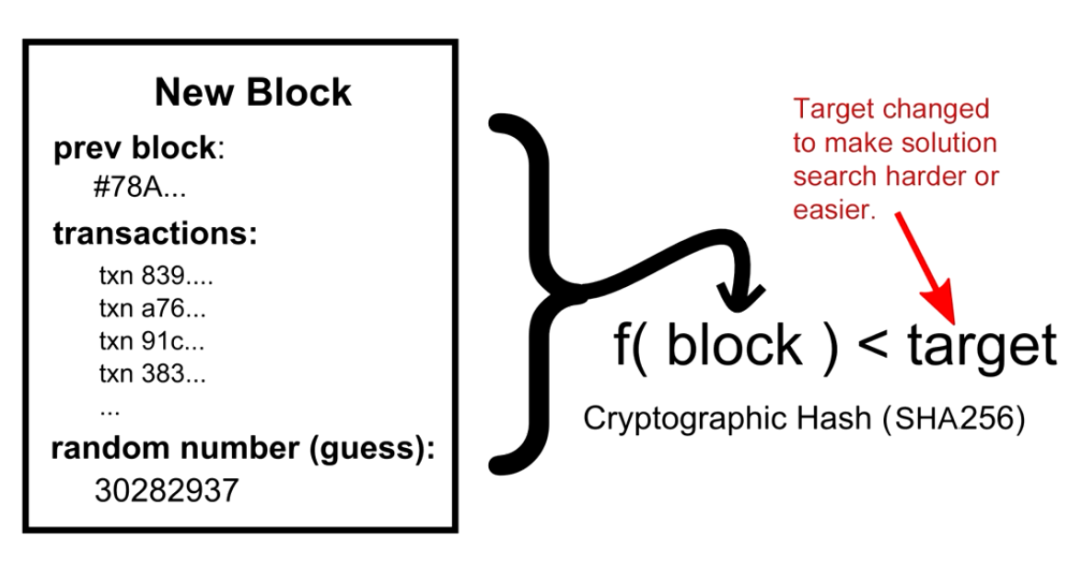 New Block
prev block:
#78A...
transactions:
txn 839....
txn a76...
txn 91c...
txn 383...
...
random number (guess):
30282937
Target changed
to make solution
search harder or
easier.
f( block ) < target
Cryptographic Hash (SHA256)